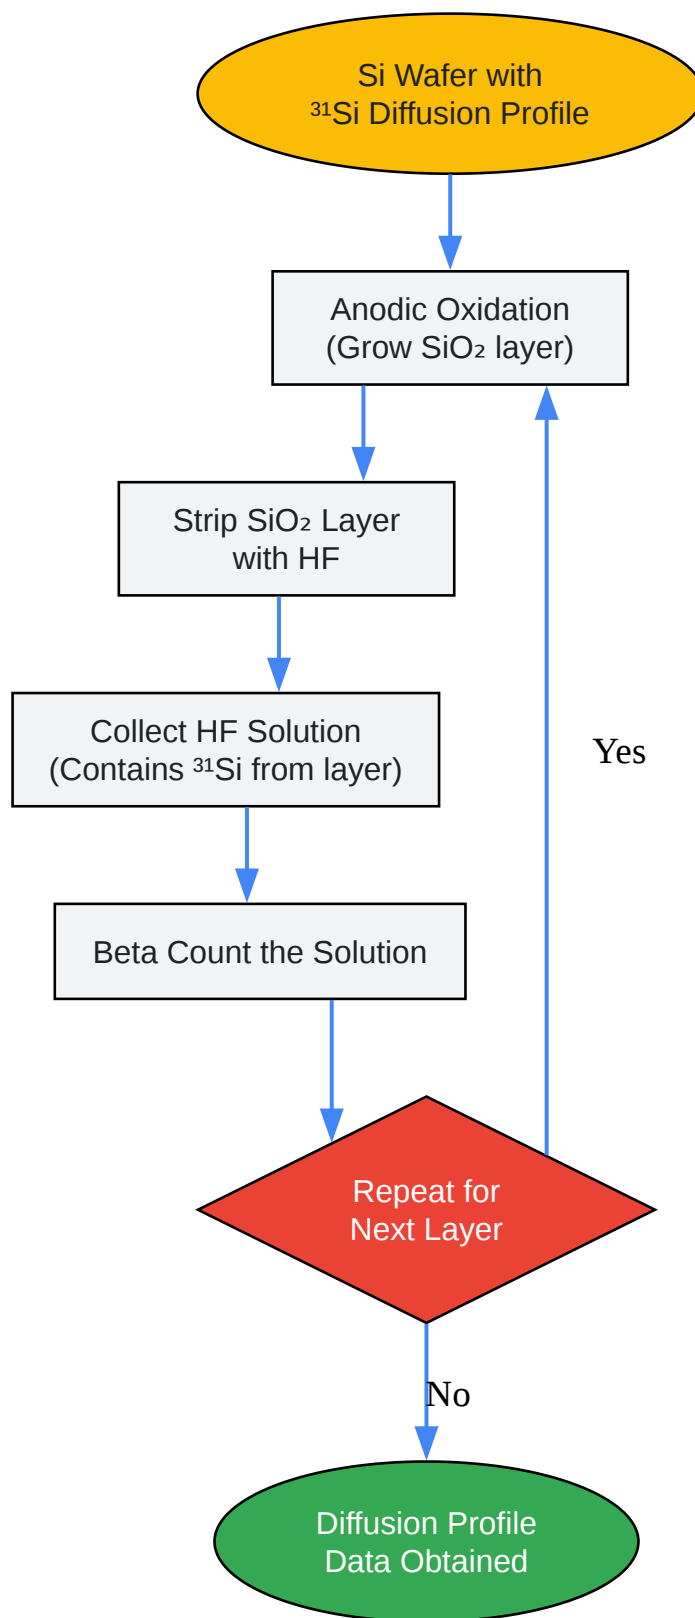 Si Wafer with
³¹Si Diffusion Profile
Anodic Oxidation
(Grow SiO₂ layer)
Strip SiO₂ Layer
with HF
Collect HF Solution
(Contains ³¹Si from layer)
Yes
Beta Count the Solution
Repeat for
Next Layer
No
Diffusion Profile
Data Obtained